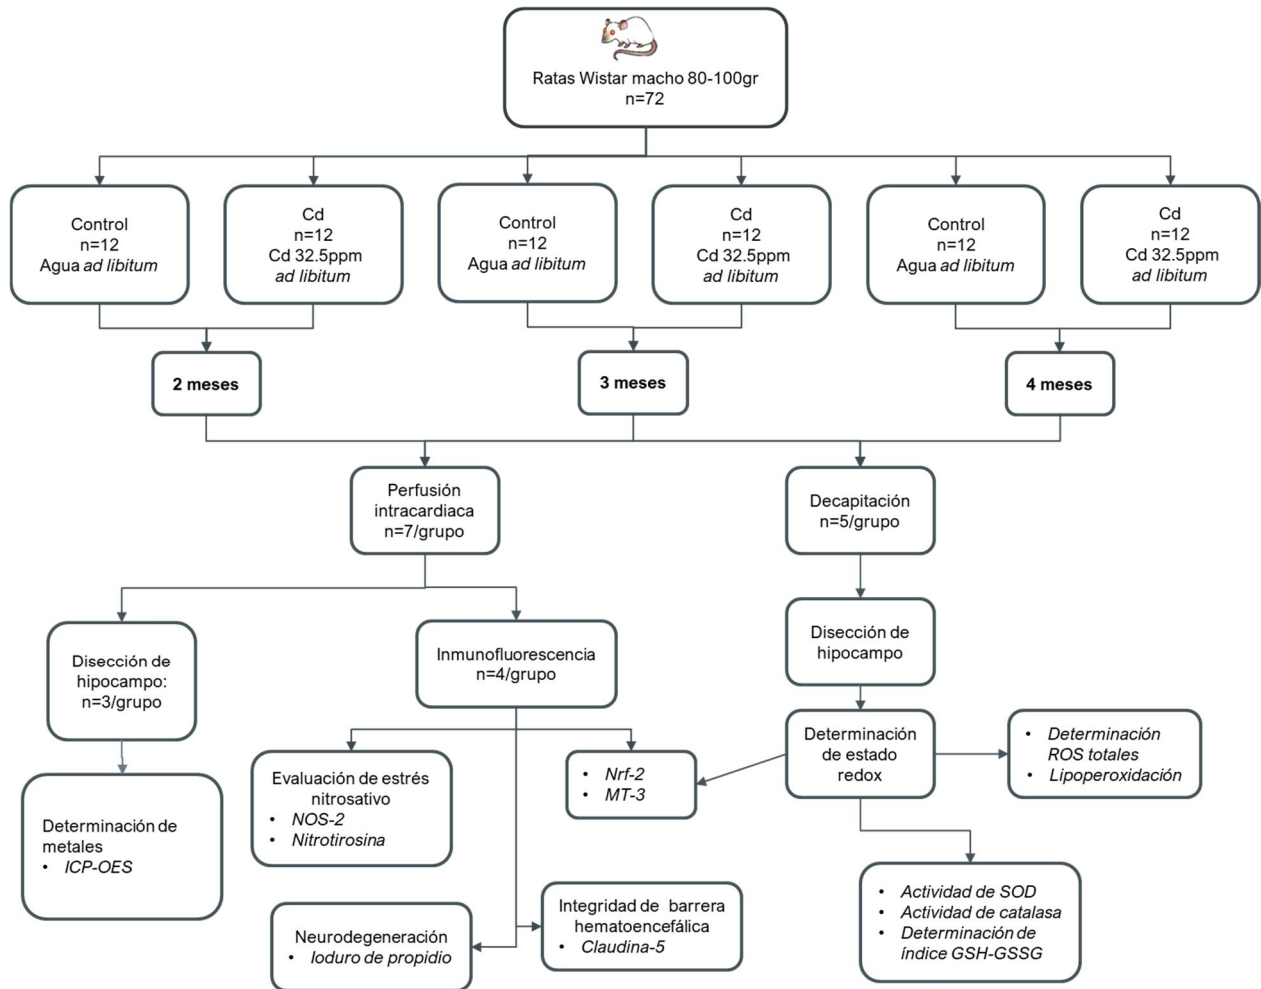 Ratas Wistar macho 80-100gr
n=72
Control
n=12
Agua ad libitum
Cd
n=12
Cd 32.5ppm
ad libitum
Control
n=12
Agua ad libitum
Cd
n=12
Cd 32.5ppm
ad libitum
Control
n=12
Agua ad libitum
Cd
n=12
Cd 32.5ppm
ad libitum
2 meses
3 meses
4 meses
Perfusión
intracardiaca
n=7/grupo
Decapitación
n=5/grupo
Disección de
hipocampo:
n=3/grupo
Inmunofluorescencia
n=4/grupo
Disección de
hipocampo
Determinación de
metales
• ICP-OES
Evaluación de estrés
nitrosativo
• NOS-2
• Nitrotirosina
• Nrf-2
• MT-3
Determinación
de estado
redox
• Determinación
ROS totales
• Lipoperoxidación
Neurodegeneración
• Ioduro de propidio
Integridad de barrera
hematoencefálica
• Claudina-5
• Actividad de SOD
• Actividad de catalasa
• Determinación de
índice GSH-GSSG